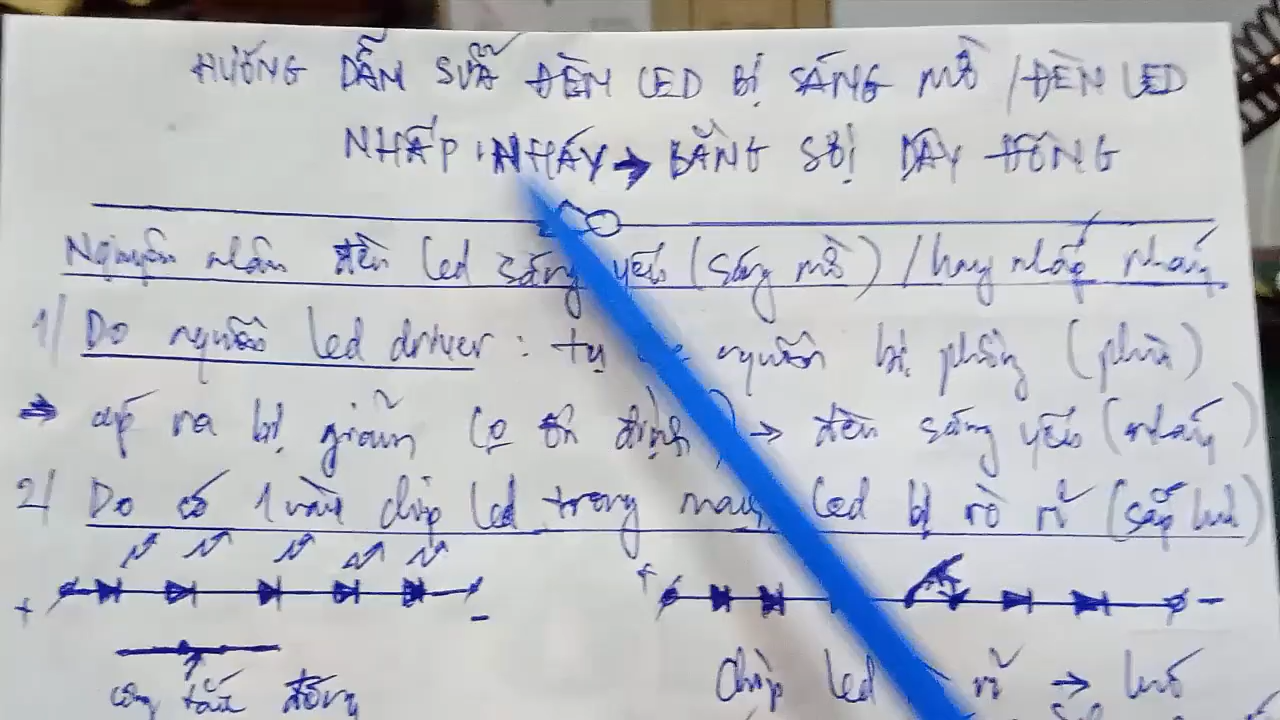 HƯỚNG DẪN SỮA ĐÈN LED BỊ SÁNG MỜ / ĐÈN LED
NHẤP NHÁY → BẰNG SỢI DÂY ĐỒNG
Nguyên nhân đèn led sáng yếu (sáng mờ) / hay nhấp nháy
1/ Do nguồn led driver : tụ nguồn bị phồng (phù)
⇒ áp ra bị giảm (0 ổn định) → đèn sáng yếu (nháy)
2/ Do có 1 vài chip led trong mạch led bị rò rỉ (sắp hư)
+ - + -
công tắc đóng
Chip led rỉ →